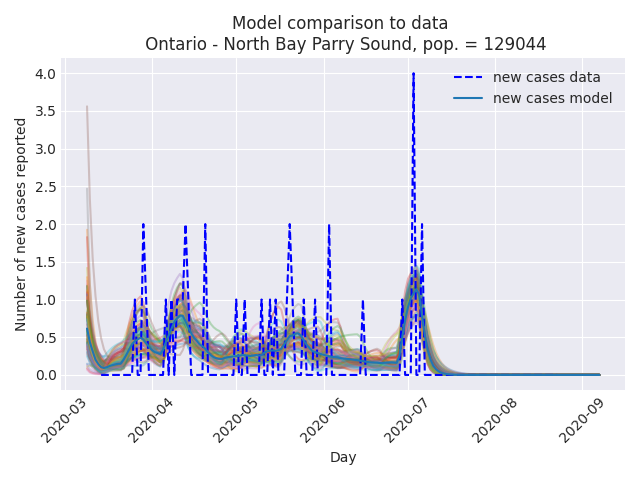 Model comparison to data
Ontario - North Bay Parry Sound, pop. = 129044
new cases data
new cases model
Number of new cases reported
4.0
3.5
3.0
2.5
2.0
1.5
1.0
0.5
0.0
2020-03
2020-04
2020-05
2020-06
2020-07
2020-08
2020-09
Day